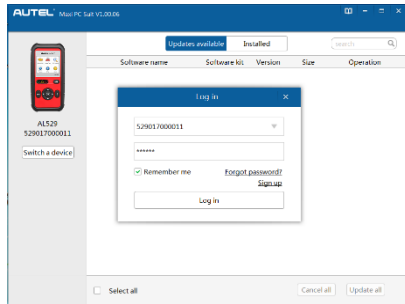 AUTEL Maxi PC Suit V2.00.06
Updates available Installed
search
Software name Software kit Version Size Operation
Log in
529017000011
******
Remember me Forgot password?
Sign up
Log in
AL529
529017000011
Switch a device
Select all Cancel all Update all